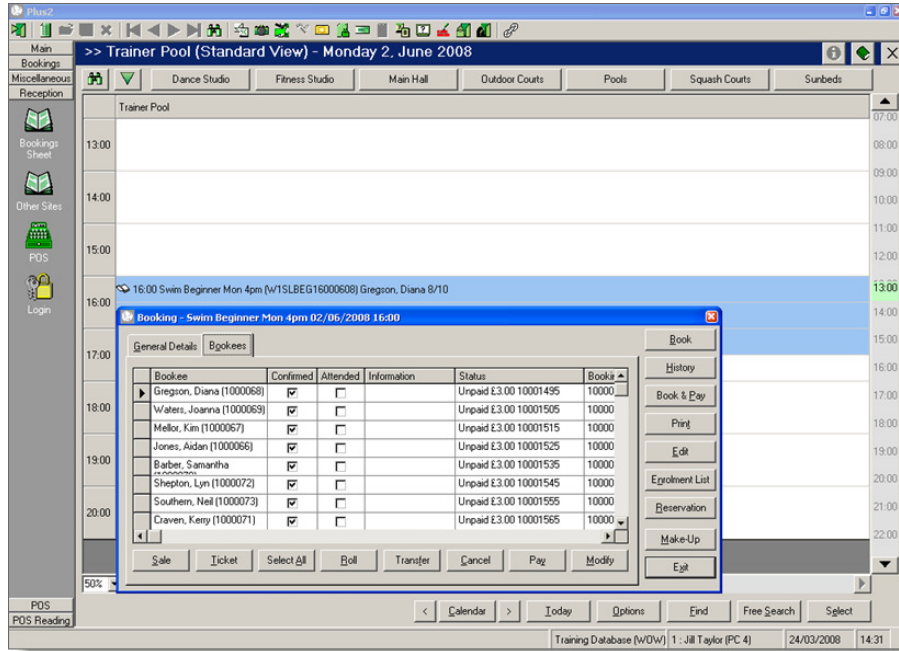 Plus2
Main
Bookings
Miscellaneous
Reception
Bookings Sheet
Other Sites
POS
Login
POS
POS Reading
>> Trainer Pool (Standard View) - Monday 2, June 2008
Dance Studio Fitness Studio Main Hall Outdoor Courts Pools Squash Courts Sunbeds
Trainer Pool
13:00
14:00
15:00
16:00 16:00 Swim Beginner Mon 4pm (W1SLBEG16000608) Gregson, Diana 8/10
17:00
18:00
19:00
20:00
07:00
08:00
09:00
10:00
11:00
12:00
13:00
14:00
15:00
16:00
17:00
18:00
19:00
20:00
21:00
22:00
Booking - Swim Beginner Mon 4pm 02/06/2008 16:00
General Details Bookees
Bookee Confirmed Attended Information Status Bookin
Gregson, Diana (1000068) Unpaid £3.00 10001495 10000
Waters, Joanna (1000069) Unpaid £3.00 10001505 10000
Mellor, Kim (1000067) Unpaid £3.00 10001515 10000
Jones, Aidan (1000066) Unpaid £3.00 10001525 10000
Barber, Samantha Unpaid £3.00 10001535 10000
Shepton, Lyn (1000072) Unpaid £3.00 10001545 10000
Southern, Neil (1000073) Unpaid £3.00 10001555 10000
Craven, Kerry (1000071) Unpaid £3.00 10001565 10000
Sale Ticket Select All Roll Transfer Cancel Pay Modify
Book
History
Book & Pay
Print
Edit
Enrolment List
Reservation
Make-Up
Exit
50%
< Calendar > Today Options Find Free Search Select
Training Database (WOW) 1 : Jill Taylor (PC 4) 24/03/2008 14:31